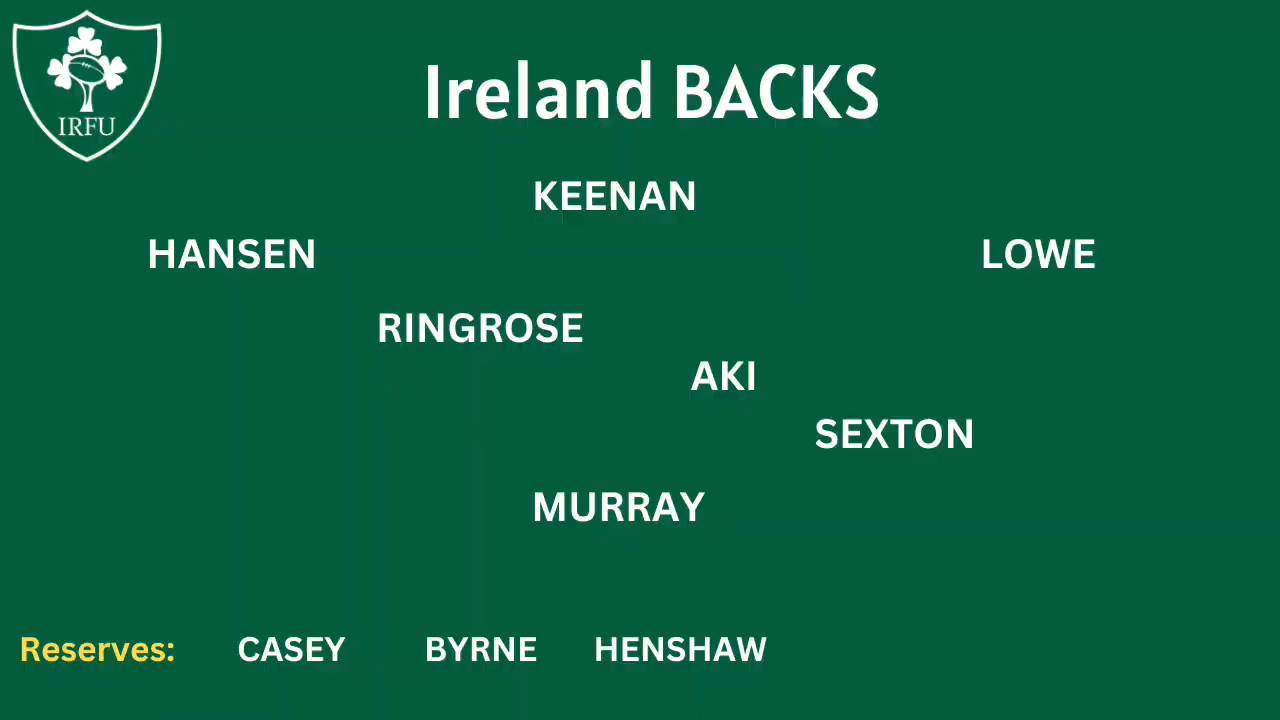 IRFU
Ireland BACKS
KEENAN
HANSEN LOWE
RINGROSE
AKI
SEXTON
MURRAY
Reserves: CASEY BYRNE HENSHAW